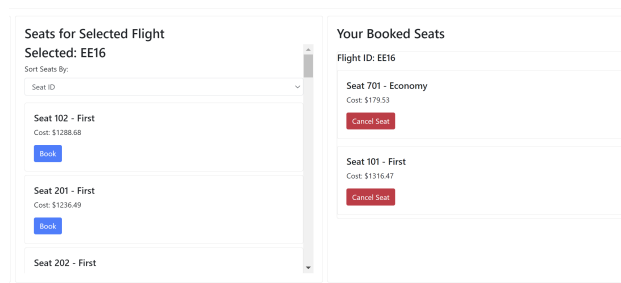 Seats for Selected Flight
Selected: EE16
Sort Seats By:
Seat ID
Seat 102 - First
Cost: $1288.68
Book
Seat 201 - First
Cost: $1236.49
Book
Seat 202 - First
Your Booked Seats
Flight ID: EE16
Seat 701 - Economy
Cost: $179.53
Cancel Seat
Seat 101 - First
Cost: $1316.47
Cancel Seat